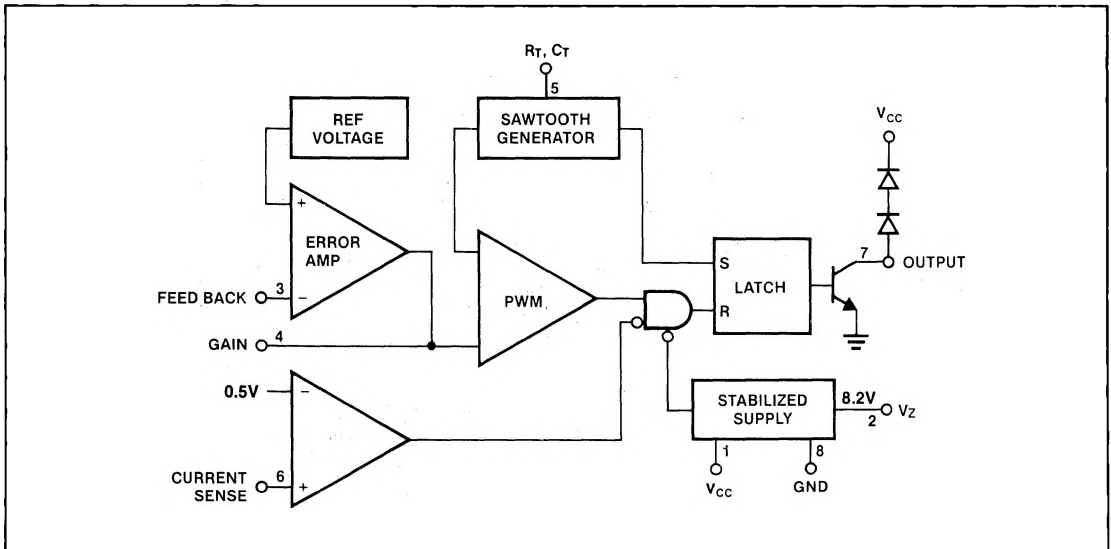 RT, CT
5
REF
VOLTAGE
SAWTOOTH
GENERATOR
VCC
+
ERROR
AMP
FEED BACK
3
−
GAIN
4
PWM
S
LATCH
R
7
OUTPUT
0.5V
−
CURRENT
SENSE
6
+
STABILIZED
SUPPLY
8.2V
2
VZ
1
8
VCC
GND